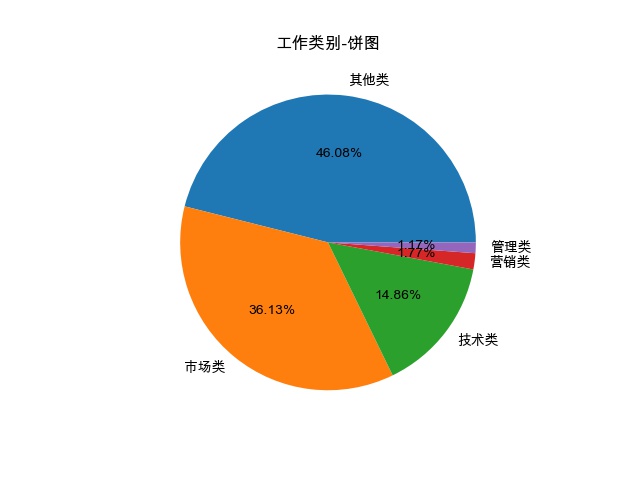 工作类别-饼图
其他类
46.08%
1.17%
管理类
1.77%
营销类
14.86%
36.13%
技术类
市场类